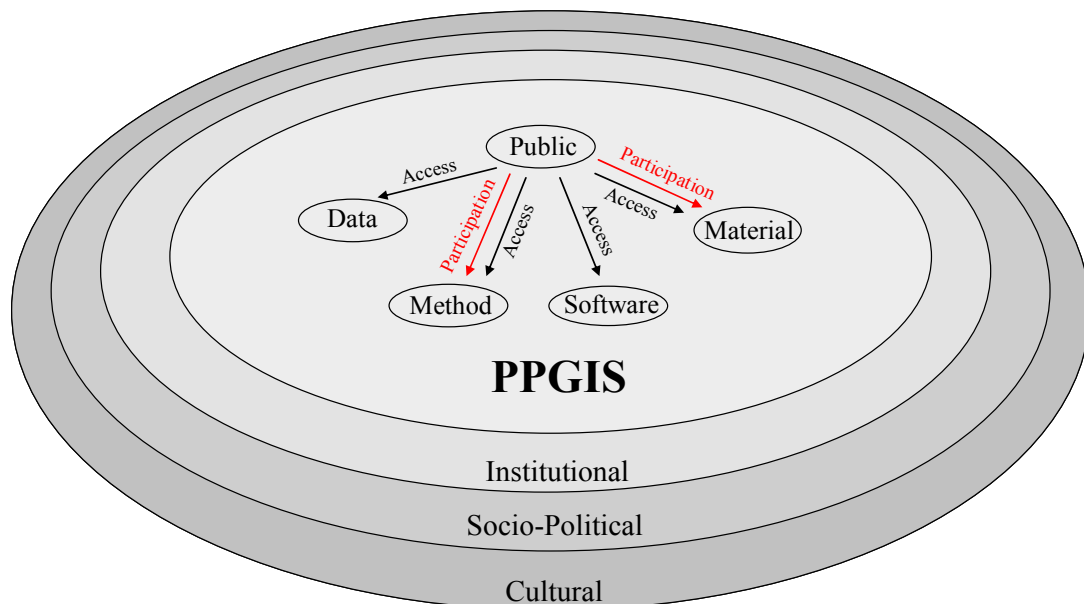 Public
Access
Participation
Access
Access
Access
Participation
Data
Material
Method
Software
PPGIS
Institutional
Socio-Political
Cultural